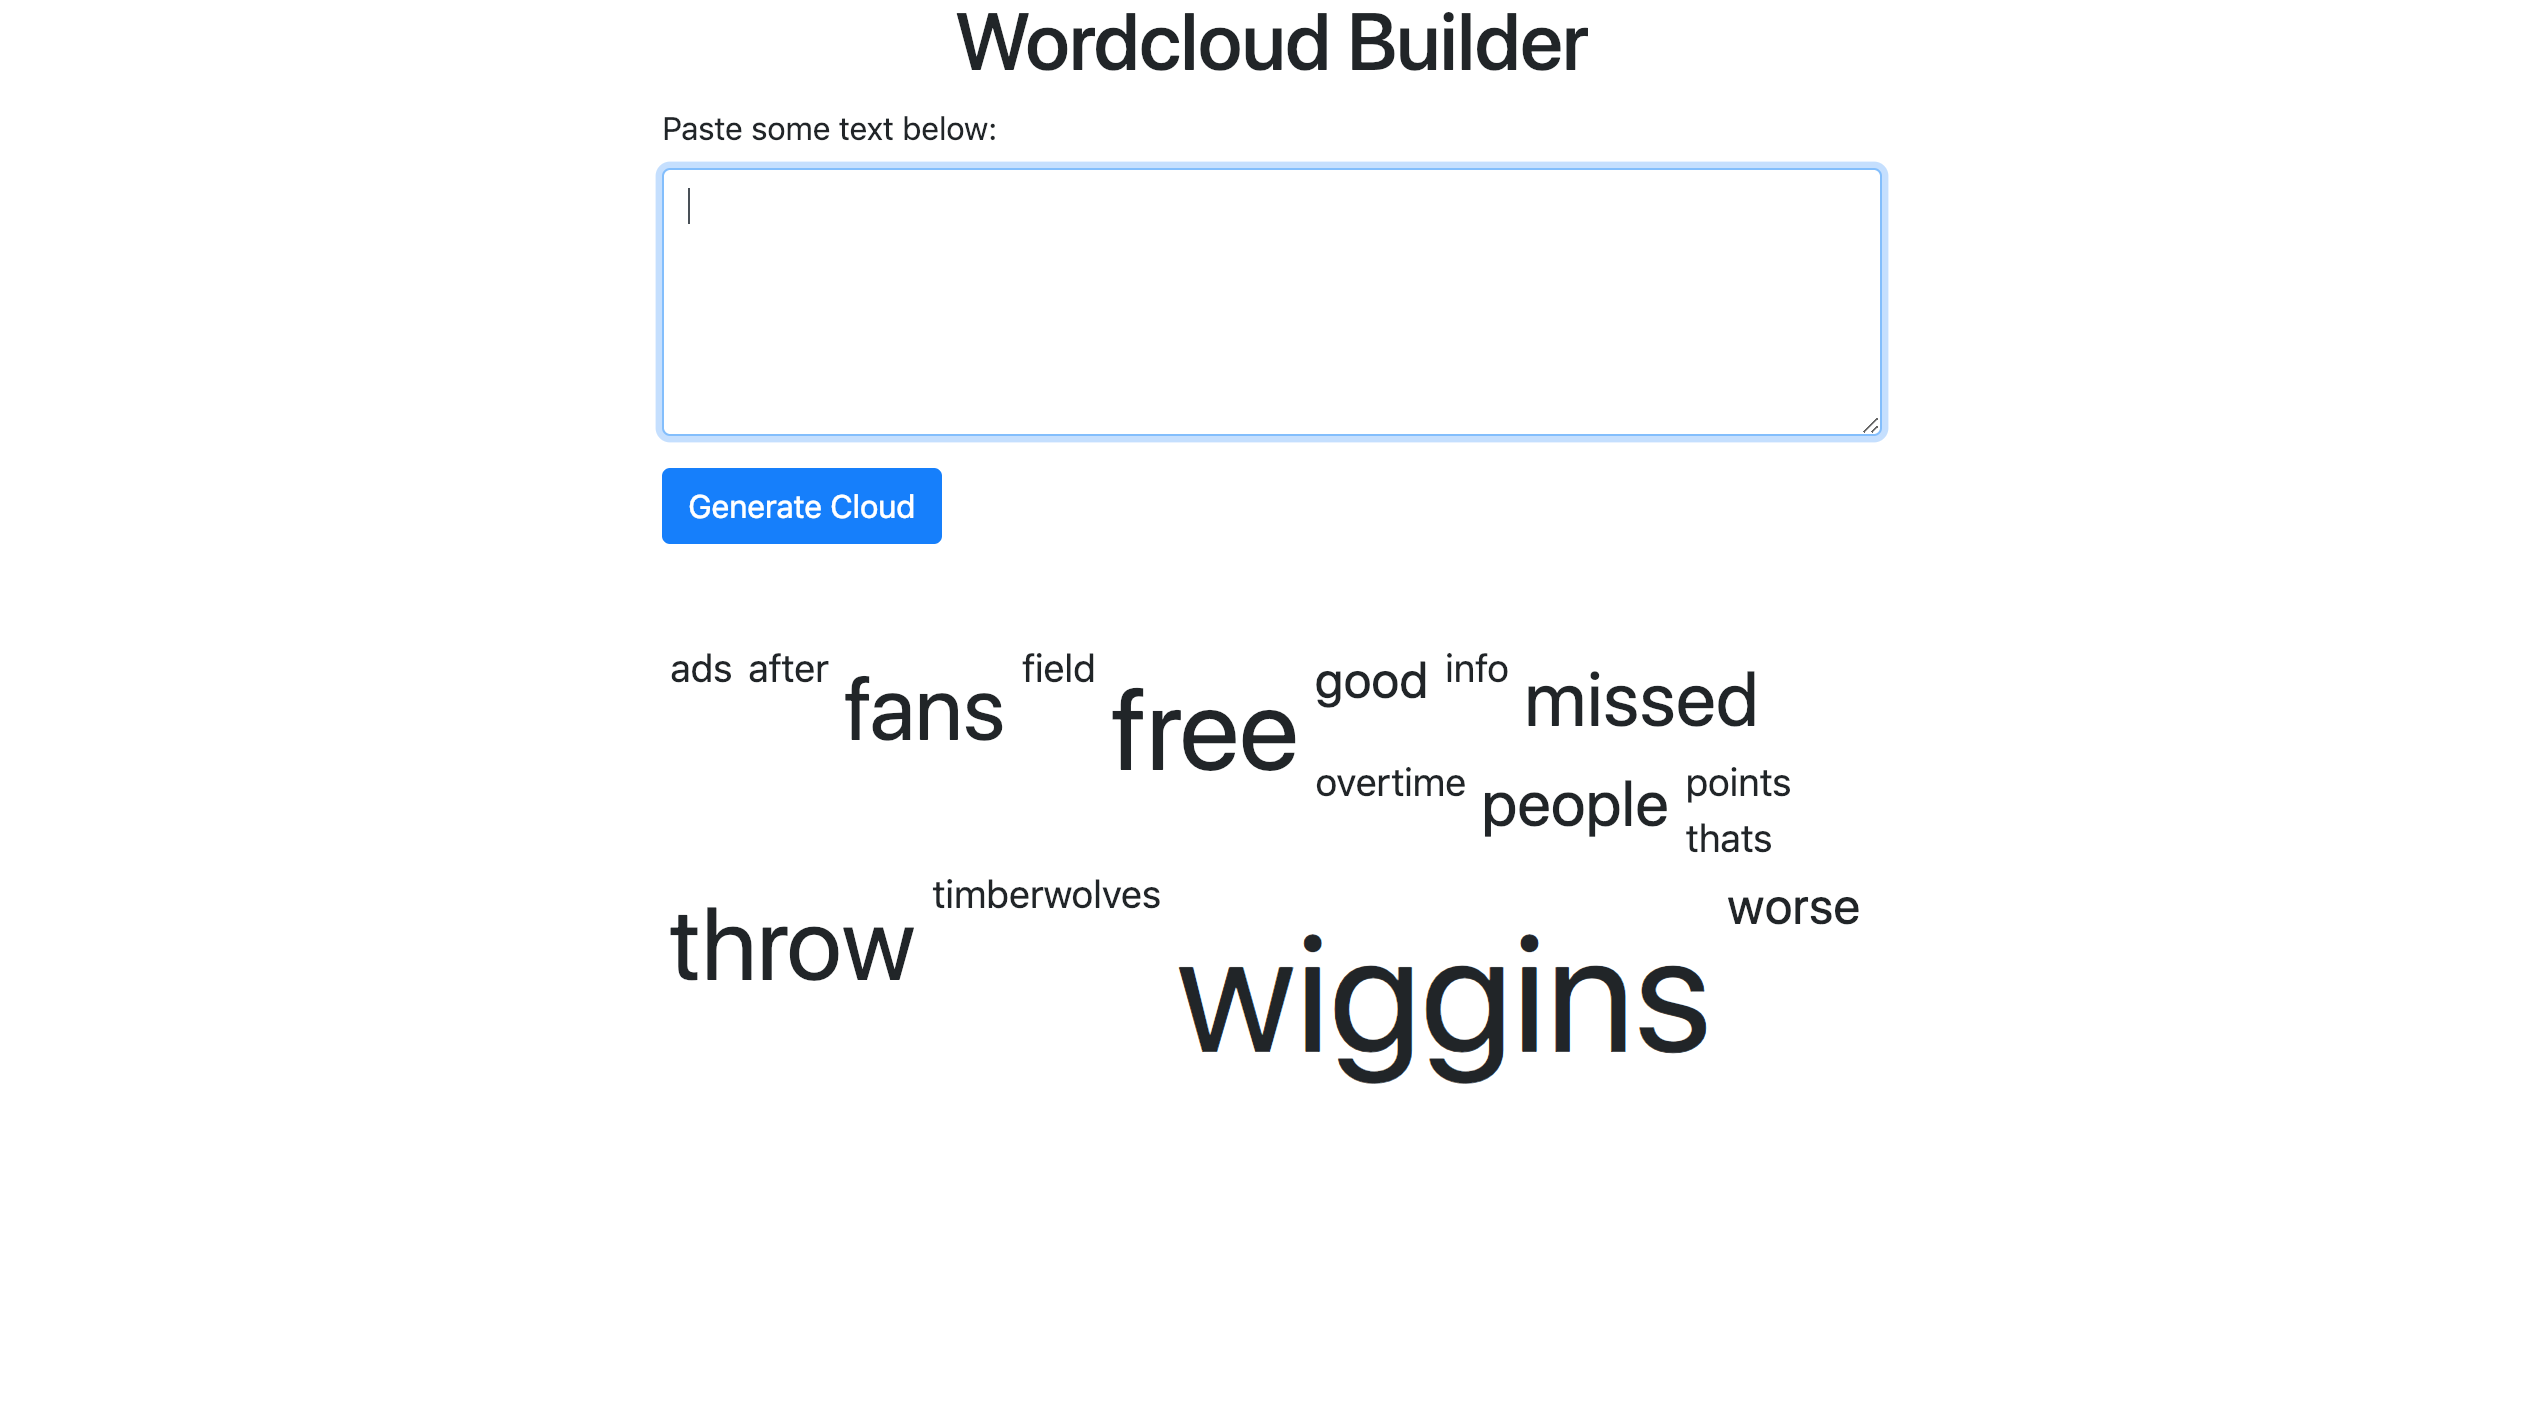 Wordcloud Builder
Paste some text below:
Generate Cloud
ads after fans field free good info missed
overtime people points
thats
throw timberwolves wiggins worse